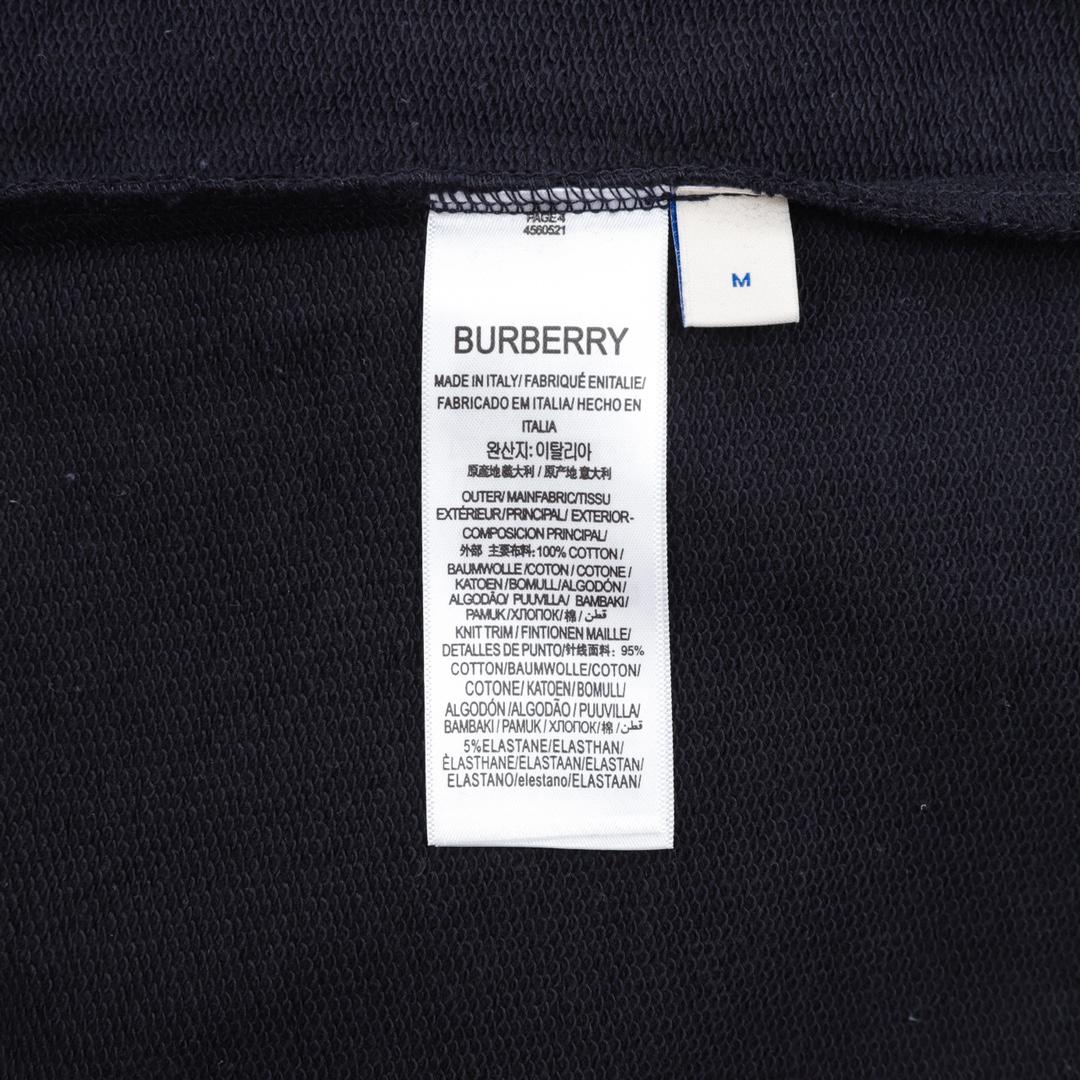 PAGE 4
4560521
M
BURBERRY
MADE IN ITALY/ FABRIQUÉ ENITALIE/
FABRICADO EM ITALIA/ HECHO EN
ITALIA
완산지: 이탈리아
原産地義大利 / 原产地 意大利
OUTER/ MAINFABRIC/TISSU
EXTÉRIEUR/PRINCIPAL/ EXTERIOR-
COMPOSICION PRINCIPAL/
外部 主要布料: 100% COTTON /
BAUMWOLLE /COTON / COTONE /
KATOEN /BOMULL/ALGODÓN /
ALGODÃO/ PUUVILLA/ BAMBAKI /
PAMUK/ХЛОПОК/棉 / قطن
KNIT TRIM / FINTIONEN MAILLE/
DETALLES DE PUNTO/针线面料: 95%
COTTON/BAUMWOLLE/COTON/
COTONE/ KATOEN/BOMULL/
ALGODÓN /ALGODÃO / PUUVILLA/
BAMBAKI / PAMUK / ХЛОПОК/棉 /قطن
5%ELASTANE/ELASTHAN/
ÈLASTHANE/ELASTAAN/ELASTAN/
ELASTANO/elestano/ELASTAAN/